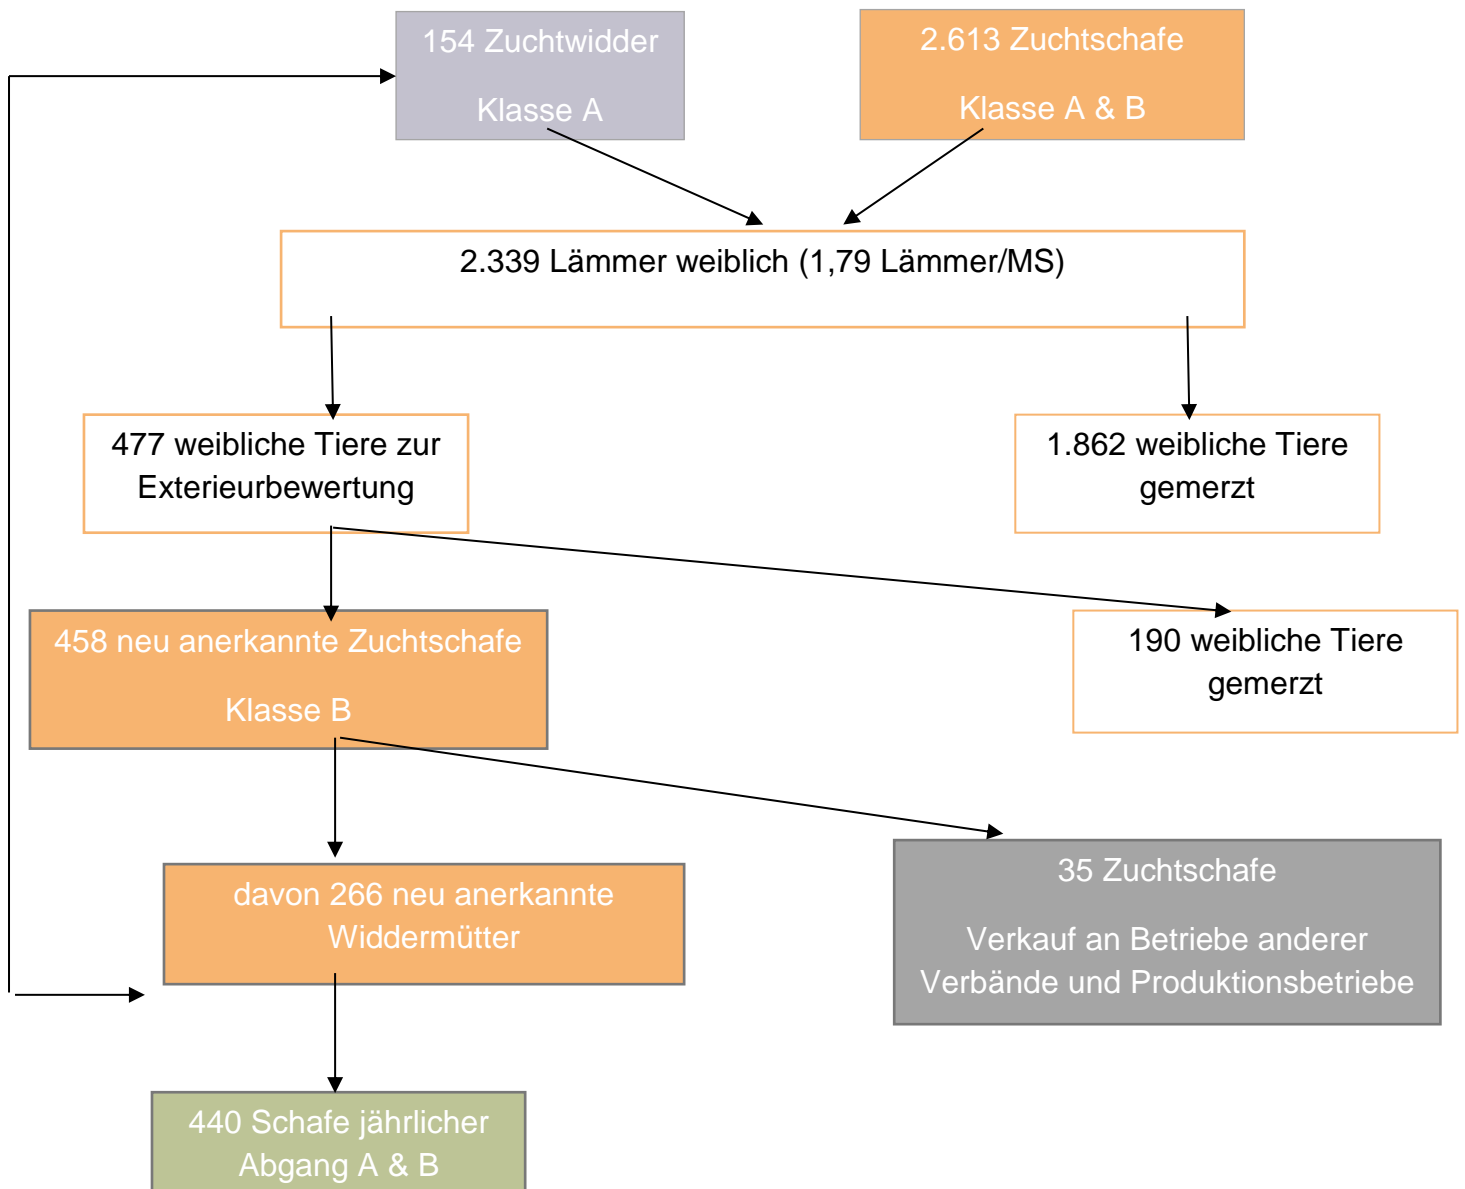 154 Zuchtwidder
Klasse A
2.613 Zuchtschafe
Klasse A & B
2.339 Lämmer weiblich (1,79 Lämmer/MS)
477 weibliche Tiere zur
Exterieurbewertung
1.862 weibliche Tiere
gemerzt
458 neu anerkannte Zuchtschafe
Klasse B
190 weibliche Tiere
gemerzt
davon 266 neu anerkannte
Widdermütter
35 Zuchtschafe
Verkauf an Betriebe anderer
Verbände und Produktionsbetriebe
440 Schafe jährlicher
Abgang A & B